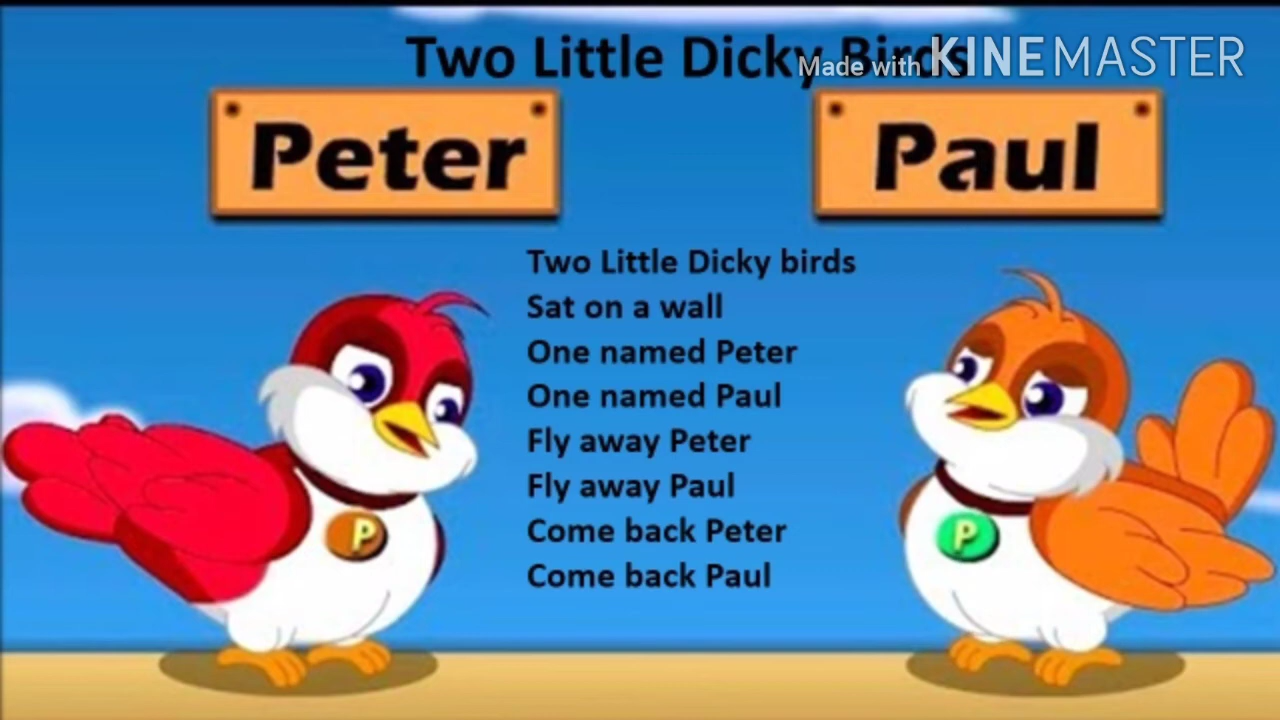 Two Little Dicky Birds
Made with KINEMASTER
Peter
Paul
Two Little Dicky birds
Sat on a wall
One named Peter
One named Paul
Fly away Peter
Fly away Paul
Come back Peter
Come back Paul
P
P